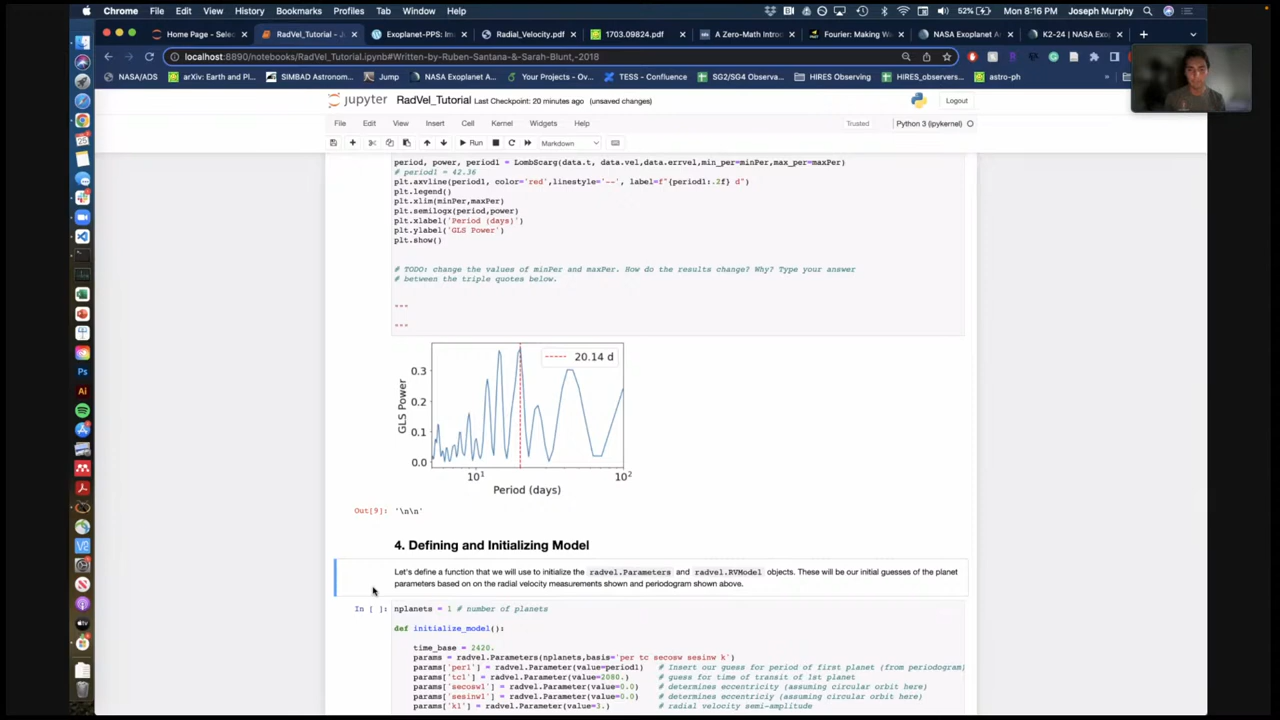 Chrome File Edit View History Bookmarks Profiles Tab Window Help
52% Mon 8:16 PM Joseph Murphy
Home Page - Selec RadVel_Tutorial - J Exoplanet-PPS: Im Radial_Velocity.pdf 1703.09824.pdf A Zero-Math Intro Fourier: Making Wa NASA Exoplanet A K2-24 | NASA Exo
localhost:8890/notebooks/RadVel_Tutorial.ipynb#Written-by-Ruben-Santana-&-Sarah-Blunt,-2018
NASA/ADS arXiv: Earth and Pl... SIMBAD Astronom... Jump NASA Exoplanet A... Your Projects - Ov... TESS - Confluence SG2/SG4 Observa... HIRES Observing HIRES_observers... astro-ph
jupyter RadVel_Tutorial Last Checkpoint: 20 minutes ago (unsaved changes) Logout
File Edit View Insert Cell Kernel Widgets Help Trusted Python 3 (ipykernel)
Run Markdown
period, power, period1 = LombScarg(data.t, data.vel,data.errvel,min_per=minPer,max_per=maxPer)
# period1 = 42.36
plt.axvline(period1, color='red',linestyle='--', label=f"{period1:.2f} d")
plt.legend()
plt.xlim(minPer,maxPer)
plt.semilogx(period,power)
plt.xlabel('Period (days)')
plt.ylabel('GLS Power')
plt.show()
# TODO: change the values of minPer and maxPer. How do the results change? Why? Type your answer
# between the triple quotes below.
"""
"""
20.14 d
0.3
0.2
0.1
0.0
GLS Power
10^1 10^2
Period (days)
Out[9]: '\n\n'
4. Defining and Initializing Model
Let's define a function that we will use to initialize the radvel.Parameters and radvel.RVModel objects. These will be our initial guesses of the planet
parameters based on on the radial velocity measurements shown and periodogram shown above.
In [ ]: nplanets = 1 # number of planets
def initialize_model():
time_base = 2420.
params = radvel.Parameters(nplanets,basis='per tc secosw sesinw k')
params['per1'] = radvel.Parameter(value=period1) # Insert our guess for period of first planet (from periodogram)
params['tc1'] = radvel.Parameter(value=2080.) # guess for time of transit of 1st planet
params['secosw1'] = radvel.Parameter(value=0.0) # determines eccentricity (assuming circular orbit here)
params['sesinw1'] = radvel.Parameter(value=0.0) # determines eccentriciy (assuming circular orbit here)
params['k1'] = radvel.Parameter(value=3.) # radial velocity semi-amplitude